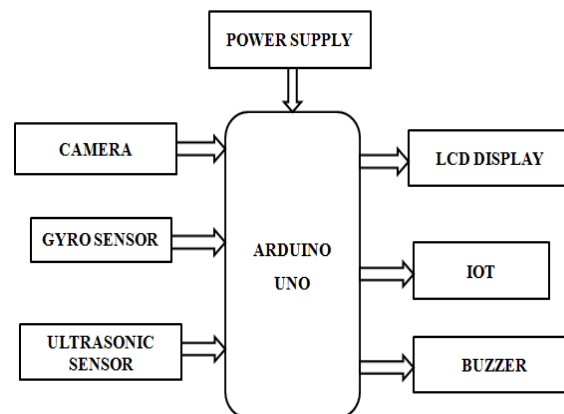 POWER SUPPLY
CAMERA
GYRO SENSOR
ULTRASONIC
SENSOR
ARDUINO
UNO
LCD DISPLAY
IOT
BUZZER